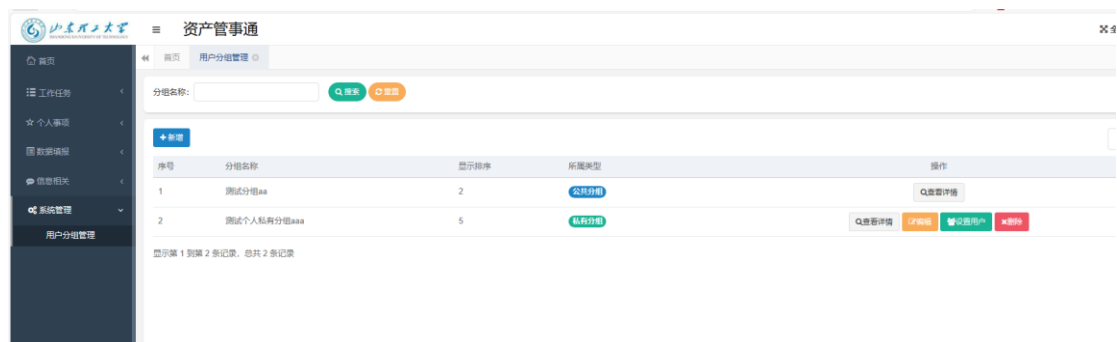 山东理工大学
SHANDONG UNIVERSITY OF TECHNOLOGY
资产管事通
全
首页
工作任务
个人事项
数据填报
信息相关
系统管理
用户分组管理
首页 用户分组管理
分组名称: 搜索 重置
新增
序号 分组名称 显示排序 所属类型 操作
1 测试分组aa 2 公共分组 查看详情
2 测试个人私有分组aaa 5 私有分组 查看详情 编辑 设置用户 删除
显示第 1 到第 2 条记录，总共 2 条记录